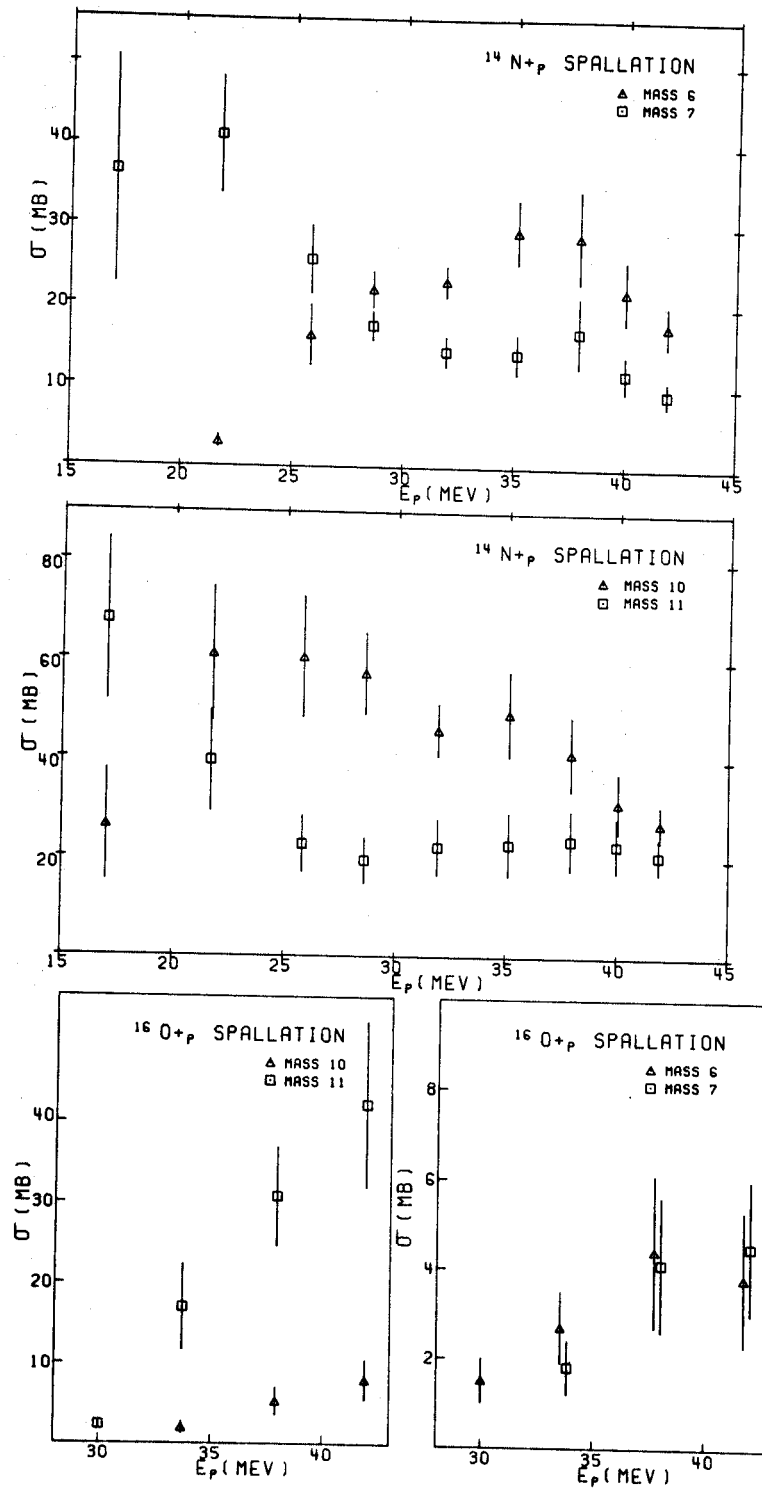 ¹⁴N+p SPALLATION
▲ MASS 6
□ MASS 7
40
30
20
10
σ (MB)
15 20 25 30 35 40 45
Ep(MEV)
¹⁴N+p SPALLATION
▲ MASS 10
□ MASS 11
80
60
40
20
σ (MB)
15 20 25 30 35 40 45
Ep(MEV)
¹⁶O+p SPALLATION
▲ MASS 10
□ MASS 11
40
30
20
10
σ (MB)
30 35 40
Ep(MEV)
¹⁶O+p SPALLATION
▲ MASS 6
□ MASS 7
8
6
4
2
σ (MB)
30 35 40
Ep(MEV)